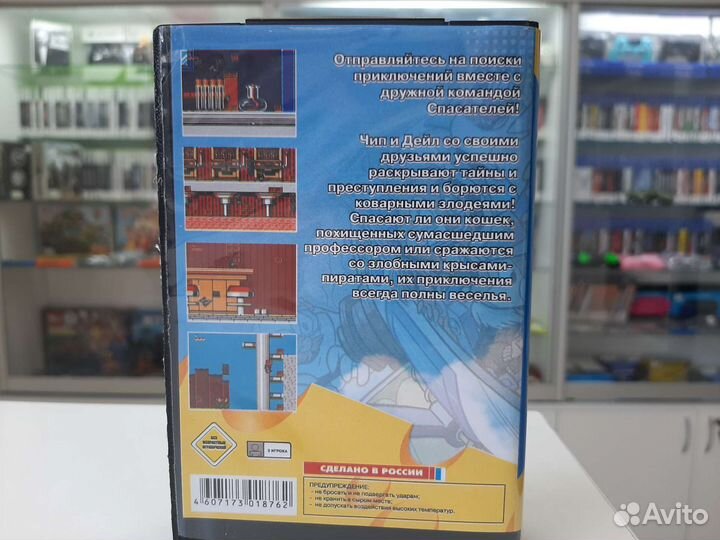 Отправляйтесь на поиски
приключений вместе с
дружной командой
Спасателей!
Чип и Дейл со своими
друзьями успешно
раскрывают тайны и
преступления и борются с
коварными злодеями!
Спасают ли они кошек,
похищенных сумасшедшим
профессором или сражаются
со злобными крысами-
пиратами, их приключения
всегда полны веселья.
БЕЗ
ВОЗРАСТНЫХ
ОГРАНИЧЕНИЙ
2 ИГРОКА
СДЕЛАНО В РОССИИ
ПРЕДУПРЕЖДЕНИЕ:
- не бросать и не подвергать ударам;
- не хранить в сыром месте;
- не допускать воздействия высоких температур.
4 607173 018762
Avito